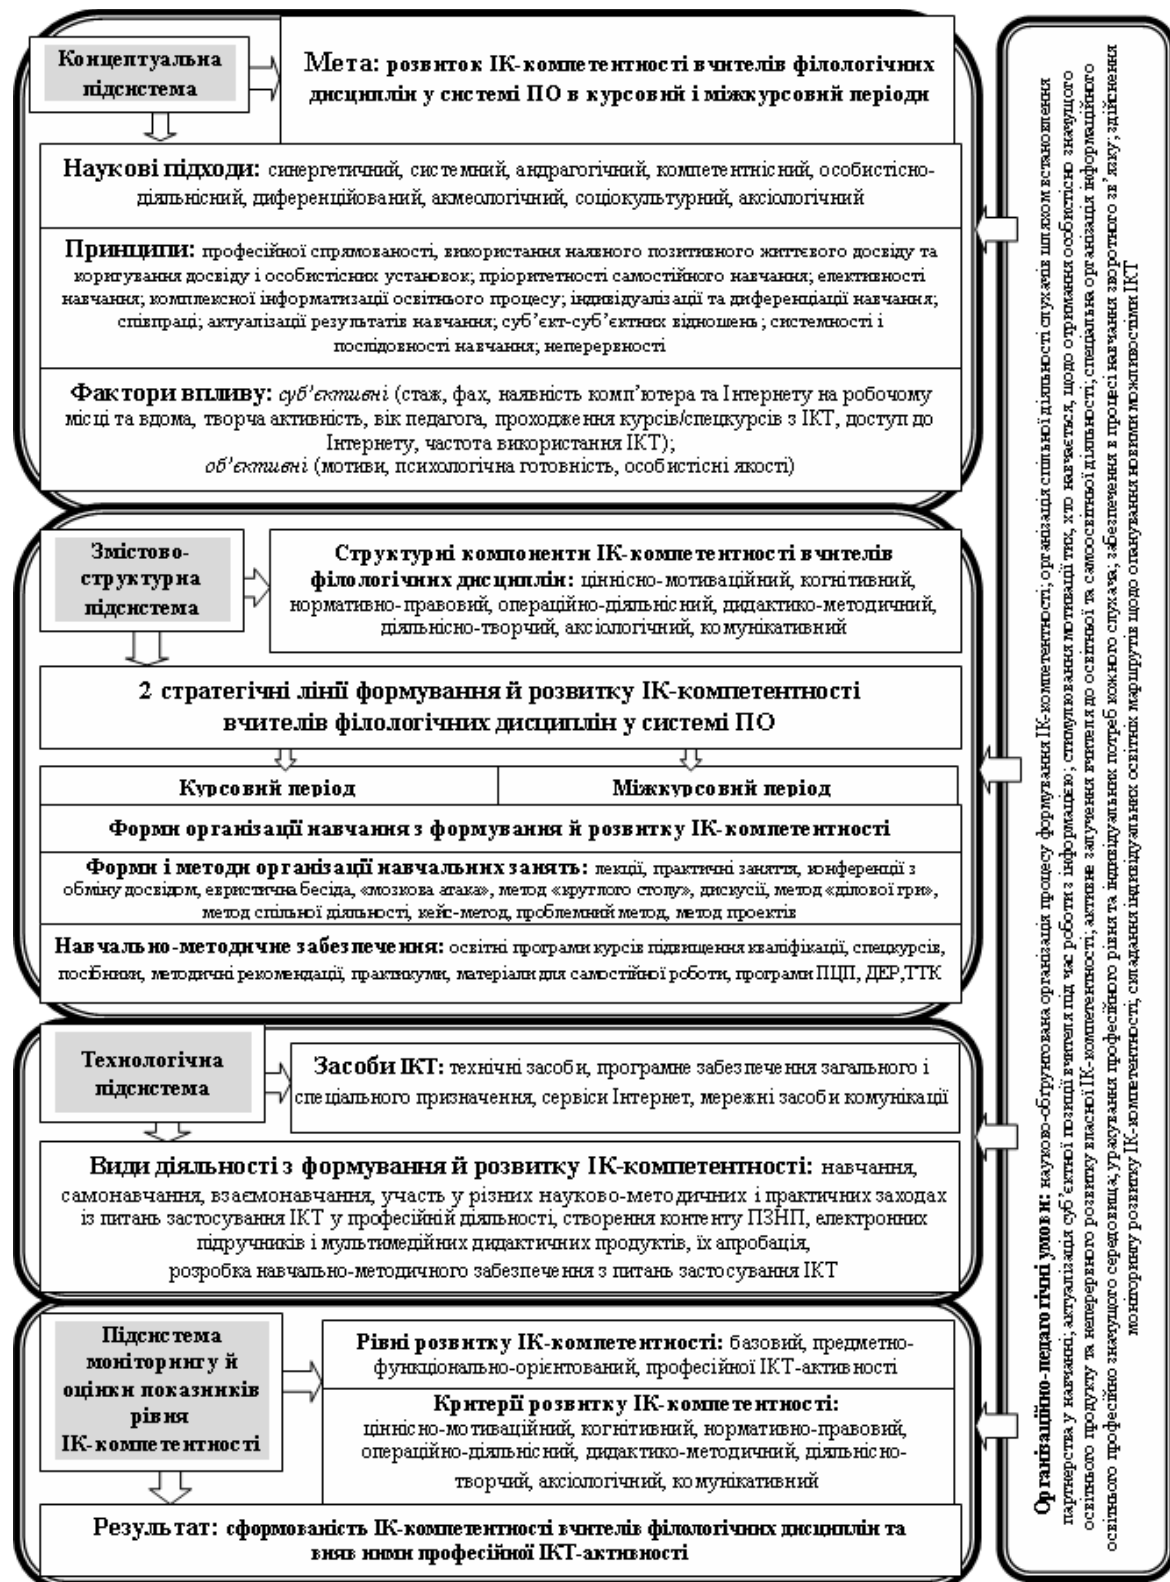 Концептуальна
підсистема
Мета: розвиток ІК-компетентності вчителів філологічних
дисциплін у системі ПО в курсовий і міжкурсовий періоди
Наукові підходи: синергетичний, системний, андрагогічний, компетентнісний, особистісно-
діяльнісний, диференційований, акмеологічний, соціокультурний, аксіологічний
Принципи: професійної спрямованості, використання наявного позитивного життєвого досвіду та
коригування досвіду і особистісних установок; пріоритетності самостійного навчання; елективності
навчання; комплексної інформатизації освітнього процесу; індивідуалізації та диференціації навчання;
співпраці; актуалізації результатів навчання; суб’єкт-суб’єктних відношень; системності і
послідовності навчання; неперервності
Фактори впливу: суб’єктивні (стаж, фах, наявність комп’ютера та Інтернету на робочому
місці та вдома, творча активність, вік педагога, проходження курсів/спецкурсів з ІКТ, доступ до
Інтернету, частота використання ІКТ);
об’єктивні (мотиви, психологічна готовність, особистісні якості)
Змістово-
структурна
підсистема
Структурні компоненти ІК-компетентності вчителів
філологічних дисциплін: ціннісно-мотиваційний, когнітивний,
нормативно-правовий, операційно-діяльнісний, дидактико-методичний,
діяльнісно-творчий, аксіологічний, комунікативний
2 стратегічні лінії формування й розвитку ІК-компетентності
вчителів філологічних дисциплін у системі ПО
Курсовий період
Міжкурсовий період
Форми організації навчання з формування й розвитку ІК-компетентності
Форми і методи організації навчальних занять: лекції, практичні заняття, конференції з
обміну досвідом, евристична бесіда, «мозкова атака», метод «круглого столу», дискусії, метод «ділової гри»,
метод спільної діяльності, кейс-метод, проблемний метод, метод проектів
Навчально-методичне забезпечення: освітні програми курсів підвищення кваліфікації, спецкурсів,
посібники, методичні рекомендації, практикуми, матеріали для самостійної роботи, програми ПЦП, ДЕР,ТТК
Технологічна
підсистема
Засоби ІКТ: технічні засоби, програмне забезпечення загального і
спеціального призначення, сервіси Інтернет, мережні засоби комунікації
Види діяльності з формування й розвитку ІК-компетентності: навчання,
самонавчання, взаємонавчання, участь у різних науково-методичних і практичних заходах
із питань застосування ІКТ у професійній діяльності, створення контенту ПЗНП, електронних
підручників і мультимедійних дидактичних продуктів, їх апробація,
розробка навчально-методичного забезпечення з питань застосування ІКТ
Підсистема
моніторингу й
оцінки показників
рівня
ІК-компетентності
Рівні розвитку ІК-компетентності: базовий, предметно-
функціонально-орієнтований, професійної ІКТ-активності
Критерії розвитку ІК-компетентності:
ціннісно-мотиваційний, когнітивний, нормативно-правовий,
операційно-діяльнісний, дидактико-методичний, діяльнісно-
творчий, аксіологічний, комунікативний
Результат: сформованість ІК-компетентності вчителів філологічних дисциплін та
вияв ними професійної ІКТ-активності
Організаційно-педагогічні умови: науково-обґрунтована організація процесу формування ІК-компетентності; організація спільної діяльності слухачів шляхом встановлення
партнерства у навчанні; актуалізація суб’єктної позиції вчителя під час роботи з інформацією; стимулювання мотивації тих, хто навчається, щодо отримання особистісно значущого
освітнього продукту та неперервного розвитку власної ІК-компетентності, активне залучення вчителя до освітньої та самоосвітньої діяльності; спеціальна організація інформаційного
освітнього професійно значущого середовища; урахування професійного рівня та індивідуальних потреб кожного слухача; забезпечення в процесі навчання зворотного зв’язку; здійснення
моніторингу розвитку ІК-компетентності, складання індивідуальних освітніх маршрутів щодо опанування новими можливостями ІКТ